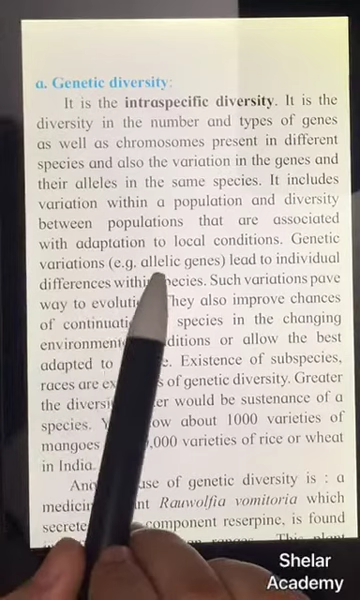 a. Genetic diversity:
It is the intraspecific diversity. It is the
diversity in the number and types of genes
as well as chromosomes present in different
species and also the variation in the genes and
their alleles in the same species. It includes
variation within a population and diversity
between populations that are associated
with adaptation to local conditions. Genetic
variations (e.g. allelic genes) lead to individual
differences within species. Such variations pave
way to They also improve chances
of species in the changing
or allow the best
adapted to Existence of subspecies,
races are of genetic diversity. Greater
the would be sustenance of a
species. about 1000 varieties of
mangoes varieties of rice or wheat
in India.
of genetic diversity is : a
Rauwolfia vomitoria which
component reserpine, is found
This plant
Shelar
Academy